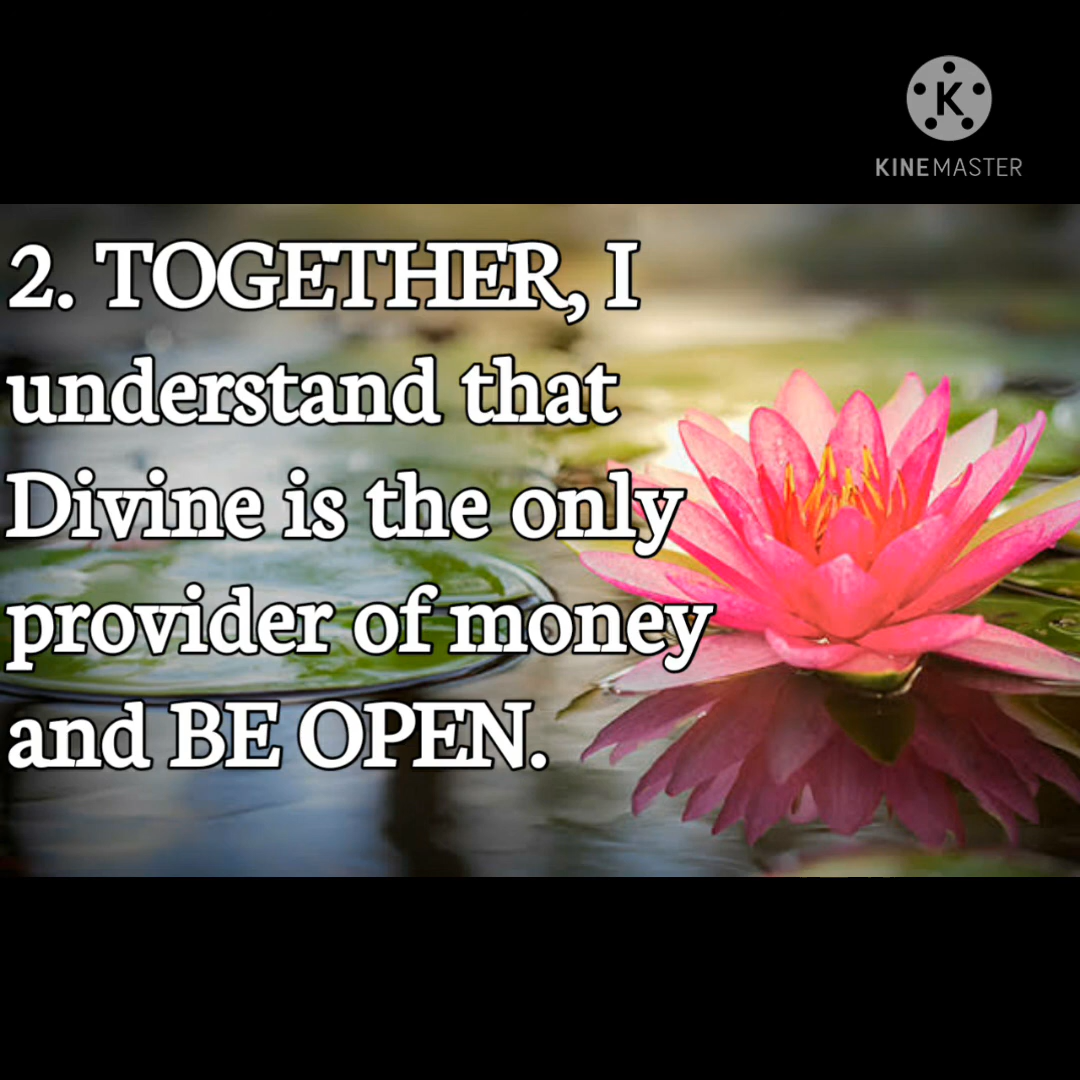 K
KINEMASTER
2. TOGETHER, I
understand that
Divine is the only
provider of money
and BE OPEN.